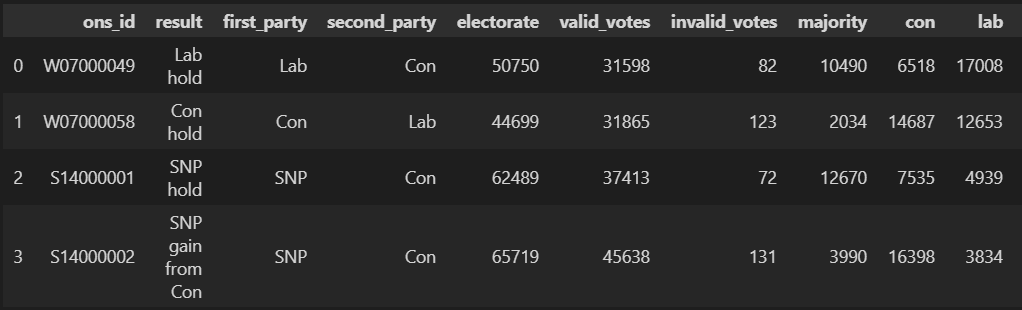 ons_id result first_party second_party electorate valid_votes invalid_votes majority con lab
0 W07000049 Lab hold Lab Con 50750 31598 82 10490 6518 17008
1 W07000058 Con hold Con Lab 44699 31865 123 2034 14687 12653
2 S14000001 SNP hold SNP Con 62489 37413 72 12670 7535 4939
3 S14000002 SNP gain from Con SNP Con 65719 45638 131 3990 16398 3834